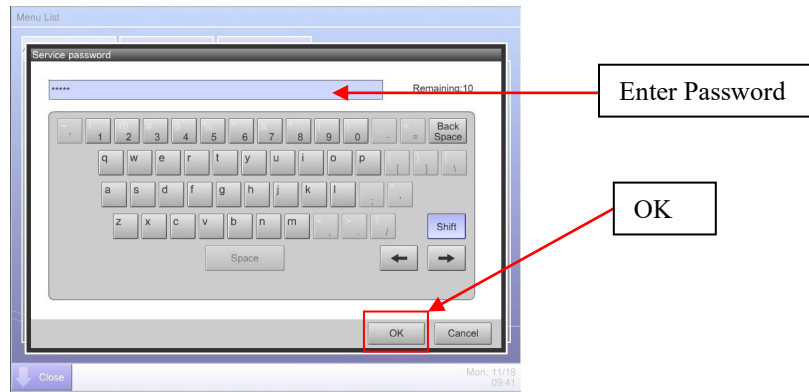 Menu List
Service password
*****
Remaining:10
Enter Password
1 2 3 4 5 6 7 8 9 0 - = Back Space
q w e r t y u i o p [ ] \
a s d f g h j k l ; '
z x c v b n m , . / Shift
OK
Space ← →
OK Cancel
Close
Mon, 11/18
09:41